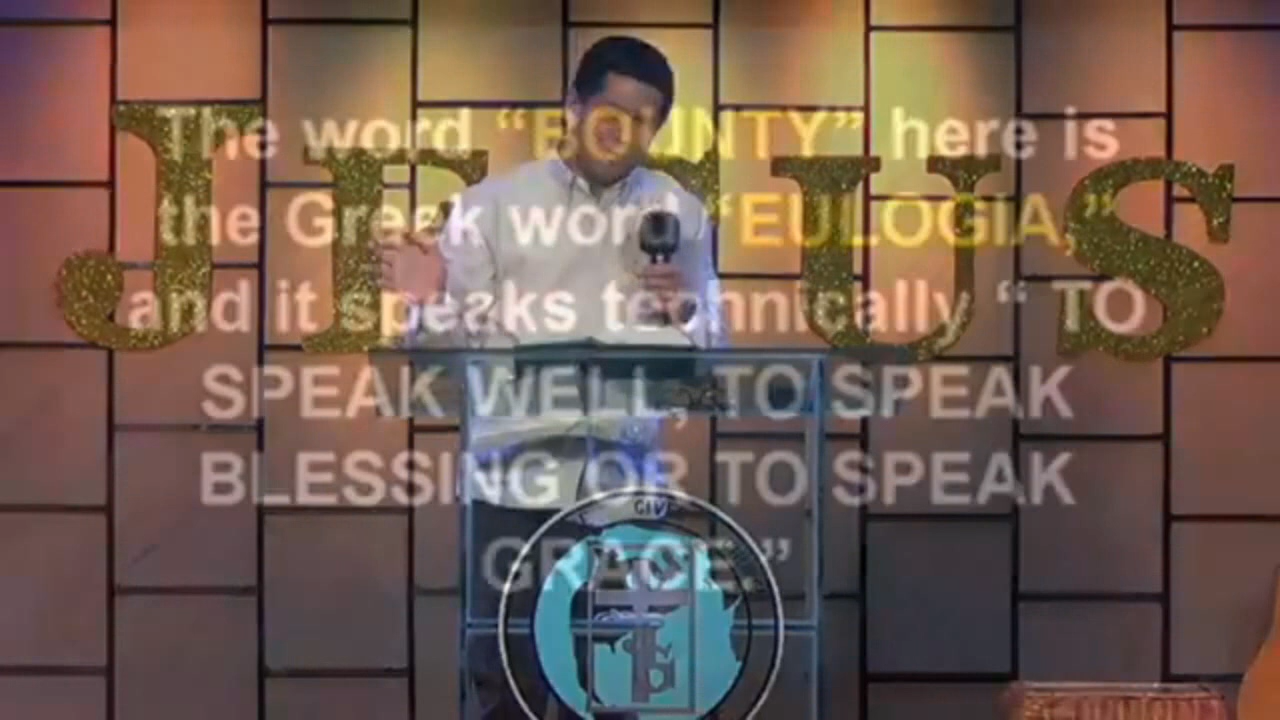 The word “BOUNTY” here is
the Greek word “EULOGIA,”
and it speaks technically “ TO
SPEAK WELL, TO SPEAK
BLESSING OR TO SPEAK
GRACE.”
JESUS
GIV